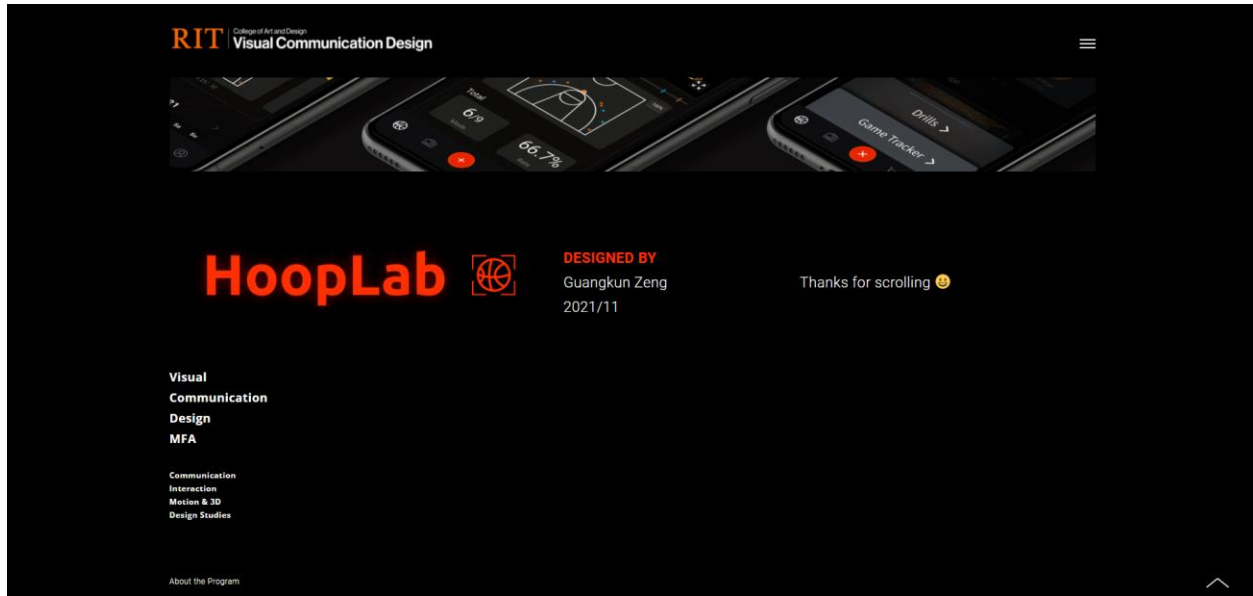 RIT
College of Art and Design
Visual Communication Design
Total
6/9
Made
66.7%
100%
Drills >
Game Tracker >
HoopLab
DESIGNED BY
Guangkun Zeng
2021/11
Thanks for scrolling 😃
Visual
Communication
Design
MFA
Communication
Interaction
Motion & 3D
Design Studies
About the Program